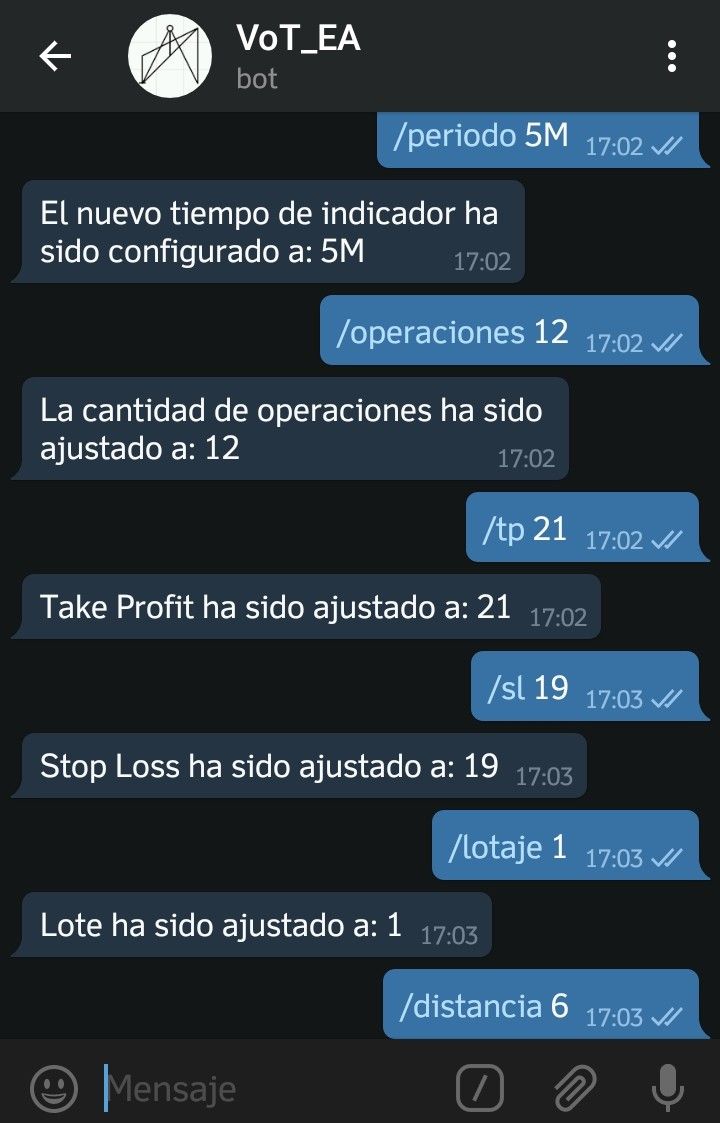 VoT_EA
bot
/periodo 5M 17:02
El nuevo tiempo de indicador ha
sido configurado a: 5M 17:02
/operaciones 12 17:02
La cantidad de operaciones ha sido
ajustado a: 12 17:02
/tp 21 17:02
Take Profit ha sido ajustado a: 21 17:02
/sl 19 17:03
Stop Loss ha sido ajustado a: 19 17:03
/lotaje 1 17:03
Lote ha sido ajustado a: 1 17:03
/distancia 6 17:03
Mensaje